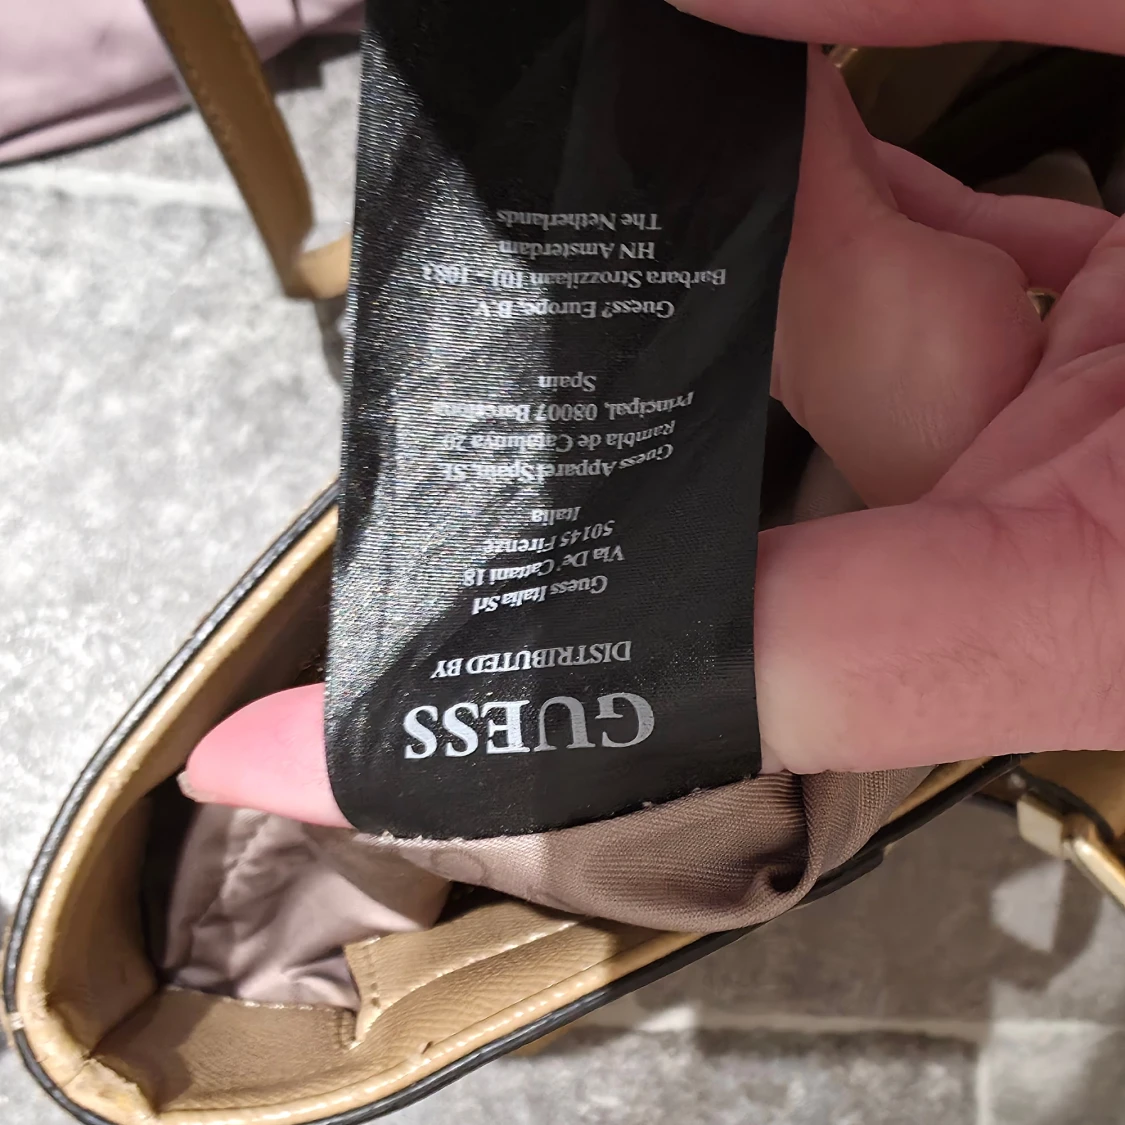 GUESS
DISTRIBUTED BY
Guess Italia Srl
Via De' Cattani 18
50145 Firenze
Italia
Guess Apparel Spain, SL
Rambla de Catalunya 20
principal, 08007 Barcelona
Spain
Guess? Europe, B.V.
Barbara Strozzilaan 101 - 1083
HN Amsterdam
The Netherlands